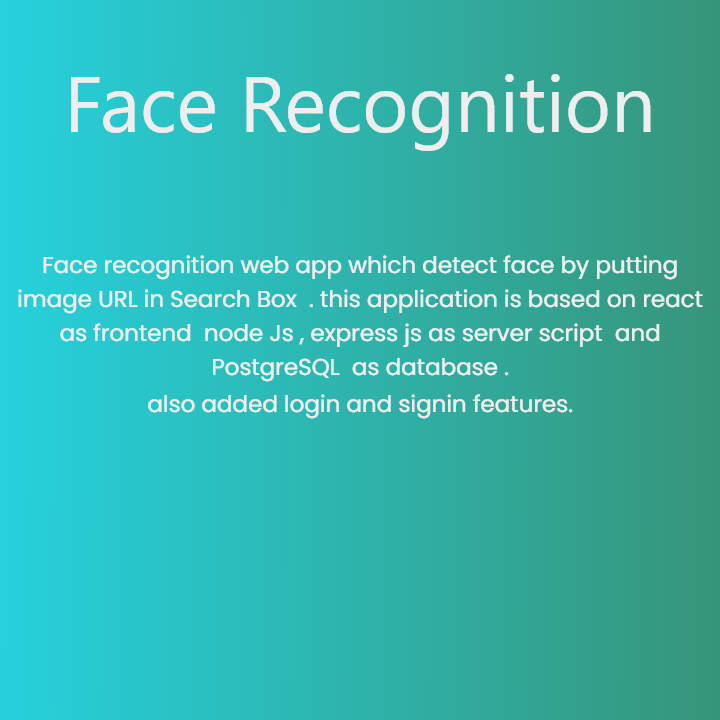 Face Recognition
Face recognition web app which detect face by putting
image URL in Search Box  . this application is based on react
as frontend  node Js , express js as server script  and
PostgreSQL  as database .
also added login and signin features.